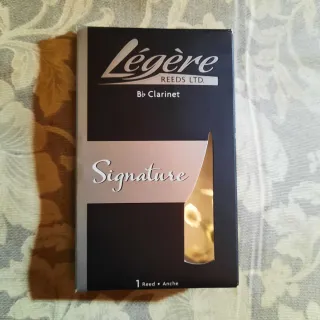 Légère
REEDS LTD.
B♭ Clarinet
Signature
1 Reed • Anche